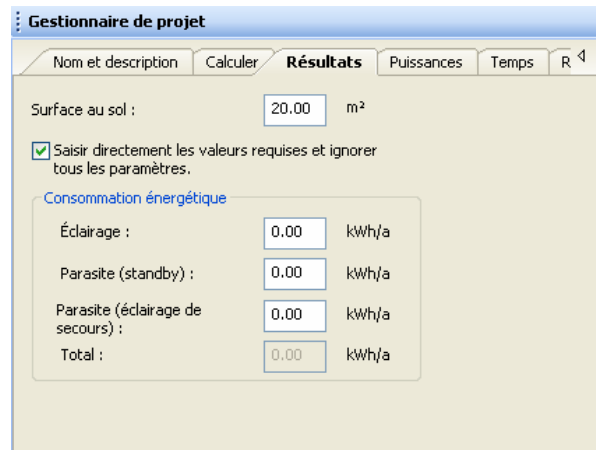 Gestionnaire de projet
Nom et description Calculer Résultats Puissances Temps R
Surface au sol : 20.00 m²
Saisir directement les valeurs requises et ignorer
tous les paramètres.
Consommation énergétique
Éclairage : 0.00 kWh/a
Parasite (standby) : 0.00 kWh/a
Parasite (éclairage de
secours) : 0.00 kWh/a
Total : 0.00 kWh/a